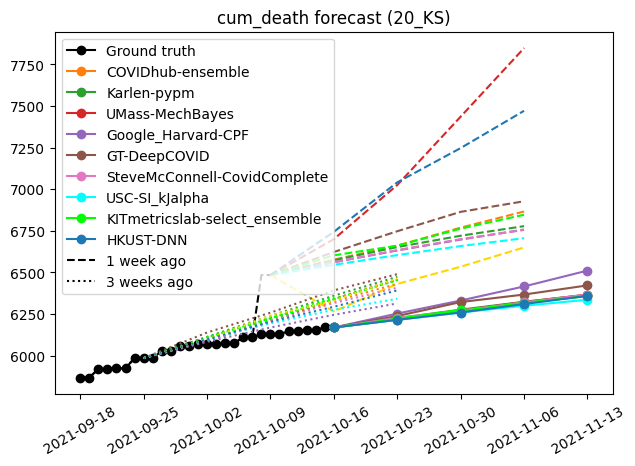 cum_death forecast (20_KS)
Ground truth
COVIDhub-ensemble
Karlen-pypm
UMass-MechBayes
Google_Harvard-CPF
GT-DeepCOVID
SteveMcConnell-CovidComplete
USC-SI_kJalpha
KITmetricslab-select_ensemble
HKUST-DNN
1 week ago
3 weeks ago
7750
7500
7250
7000
6750
6500
6250
6000
2021-09-18
2021-09-25
2021-10-02
2021-10-09
2021-10-16
2021-10-23
2021-10-30
2021-11-06
2021-11-13